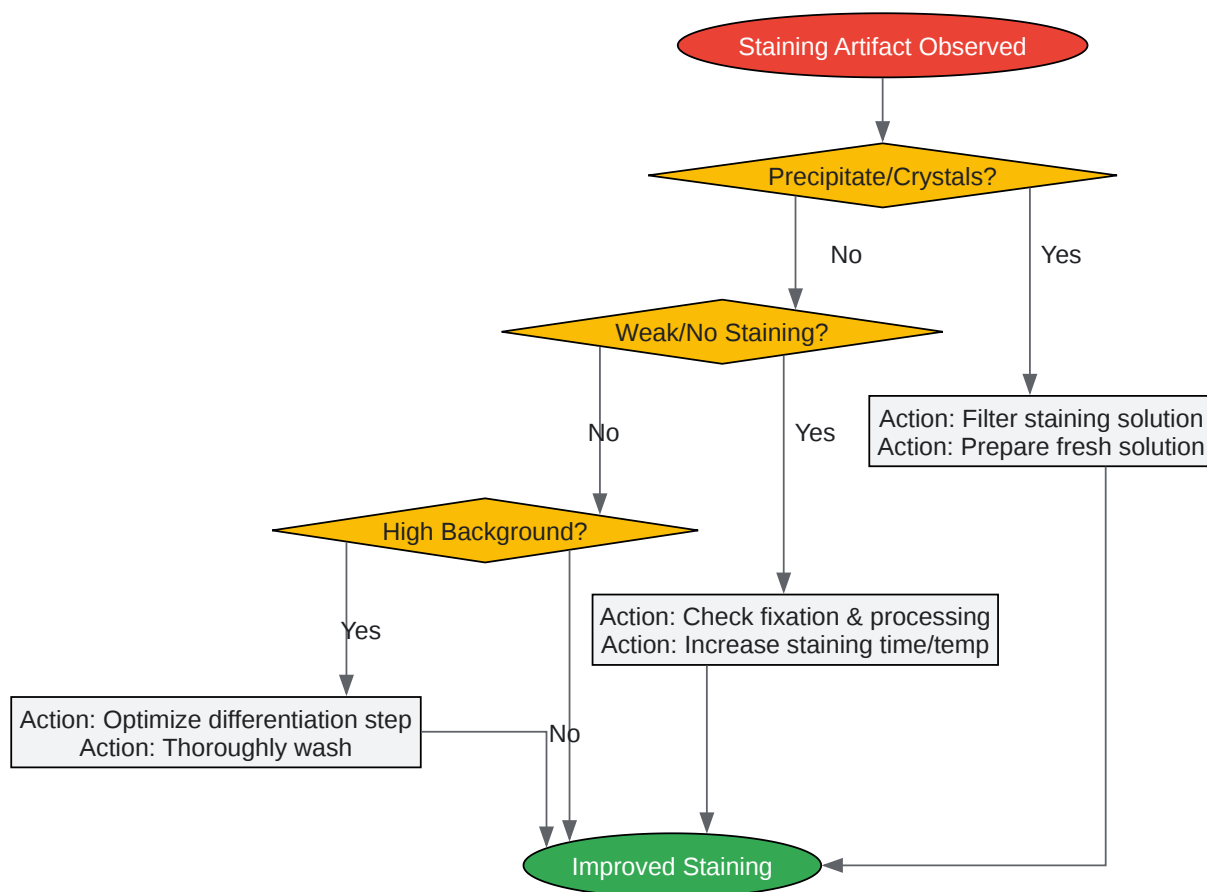 Staining Artifact Observed
Precipitate/Crystals?
No
Yes
Weak/No Staining?
Action: Filter staining solution
Action: Prepare fresh solution
No
Yes
High Background?
Action: Check fixation & processing
Action: Increase staining time/temp
Yes
Action: Optimize differentiation step
Action: Thoroughly wash
No
Improved Staining